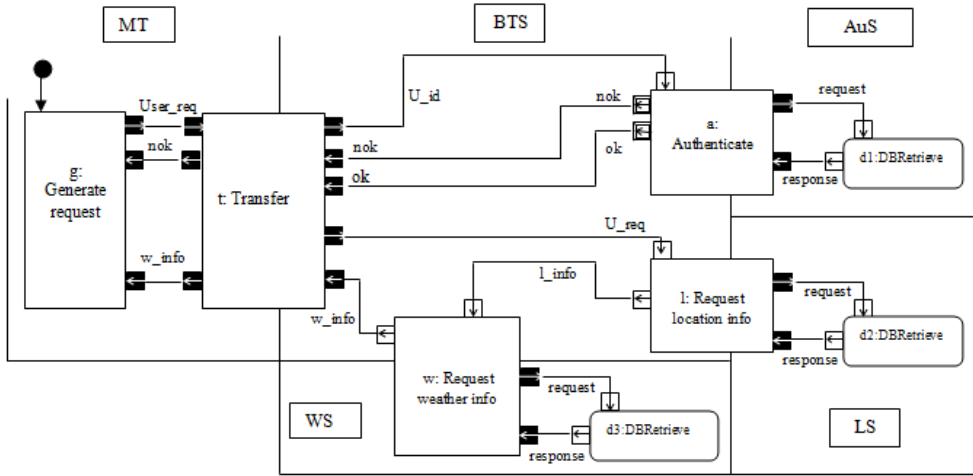 MT
BTS
AuS
User_req
nok
g:
Generate
request
w_info
t: Transfer
U_id
nok
nok
ok
ok
a:
Authenticate
request
d1:DBRetrieve
response
U_req
l_info
w_info
l: Request
location info
request
d2:DBRetrieve
response
w: Request
weather info
request
d3:DBRetrieve
response
WS
LS